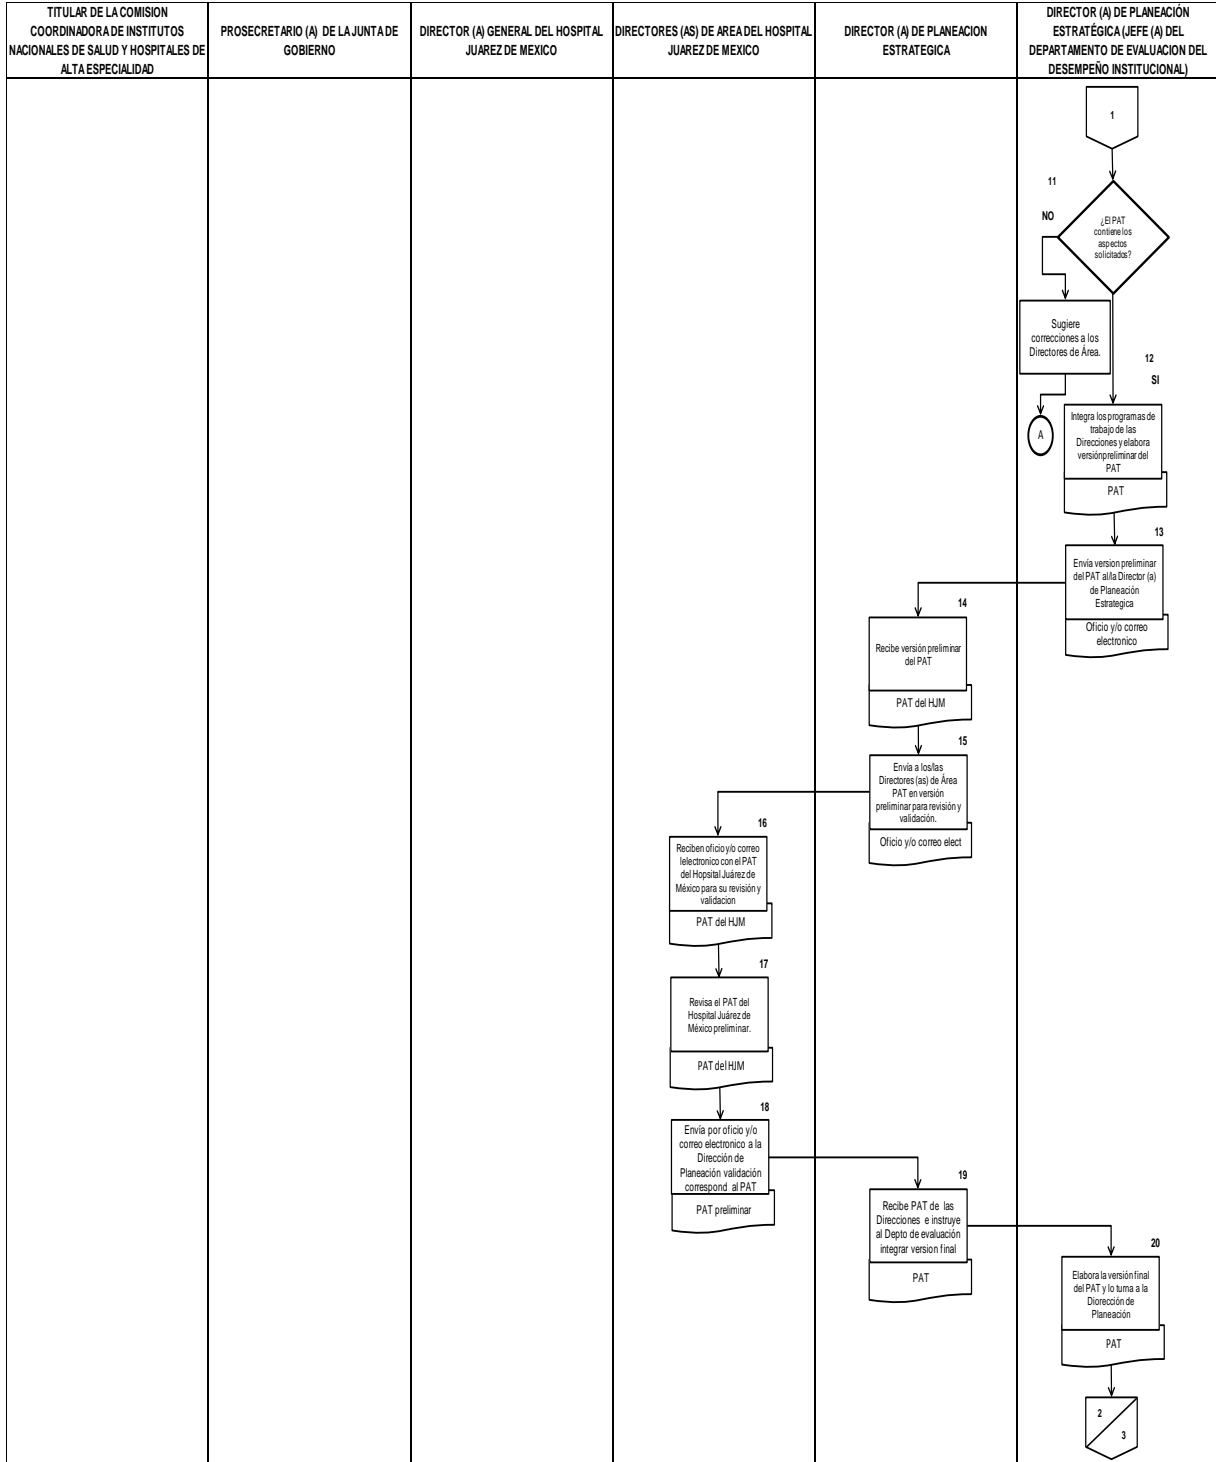 TITULAR DE LA COMISION
COORDINADORA DE INSTITUTOS
NACIONALES DE SALUD Y HOSPITALES DE
ALTA ESPECIALIDAD
PROSECRETARIO (A) DE LA JUNTA DE
GOBIERNO
DIRECTOR (A) GENERAL DEL HOSPITAL
JUAREZ DE MEXICO
DIRECTORES (AS) DE AREA DEL HOSPITAL
JUAREZ DE MEXICO
DIRECTOR (A) DE PLANEACION
ESTRATEGICA
DIRECTOR (A) DE PLANEACIÓN
ESTRATÉGICA (JEFE (A) DEL
DEPARTAMENTO DE EVALUACION DEL
DESEMPEÑO INSTITUCIONAL)
1
11
NO
¿El PAT
contiene los
aspectos
solicitados?
Sugiere
correcciones a los
Directores de Área.
12
SI
A
Integra los programas de
trabajo de las
Direcciones y elabora
versión preliminar del
PAT
PAT
13
Envía version preliminar
del PAT al/la Director (a)
de Planeación
Estrategica
Oficio y/o correo
electronico
14
Recibe versión preliminar
del PAT
PAT del HJM
15
Envía a los/las
Directores (as) de Área
PAT en versión
preliminar para revisión y
validación.
Oficio y/o correo elect
16
Reciben oficio y/o correo
lelectronico con el PAT
del Hopsital Juárez de
México para su revisión y
validacion
PAT del HJM
17
Revisa el PAT del
Hospital Juárez de
México preliminar.
PAT del HJM
18
Envía por oficio y/o
correo electronico a la
Dirección de
Planeación validación
correspond al PAT
PAT preliminar
19
Recibe PAT de las
Direcciones e instruye
al Depto de evaluación
integrar version final
PAT
20
Elabora la versión final
del PAT y lo turna a la
Diorección de
Planeación
PAT
2
3